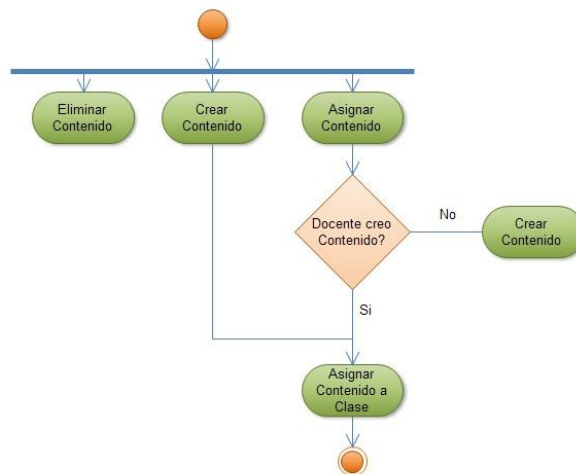 Eliminar
Contenido
Crear
Contenido
Asignar
Contenido
Docente creo
Contenido?
No
Crear
Contenido
Si
Asignar
Contenido a
Clase